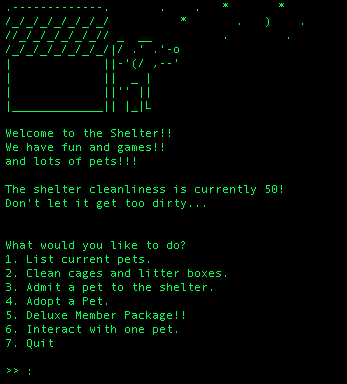 Welcome to the Shelter!!
We have fun and games!!
and lots of pets!!!
The shelter cleanliness is currently 50!
Don't let it get too dirty...
What would you like to do?
1. List current pets.
2. Clean cages and litter boxes.
3. Admit a pet to the shelter.
4. Adopt a Pet.
5. Deluxe Member Package!!
6. Interact with one pet.
7. Quit
>> :